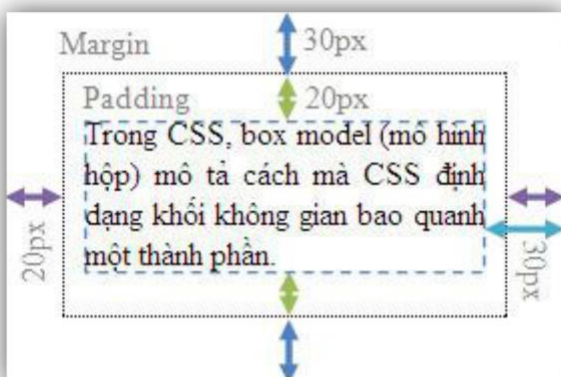 Margin
30px
Padding
20px
Trong CSS, box model (mô hình
hộp) mô tả cách mà CSS định
dạng khối không gian bao quanh
một thành phần.
20px
30px